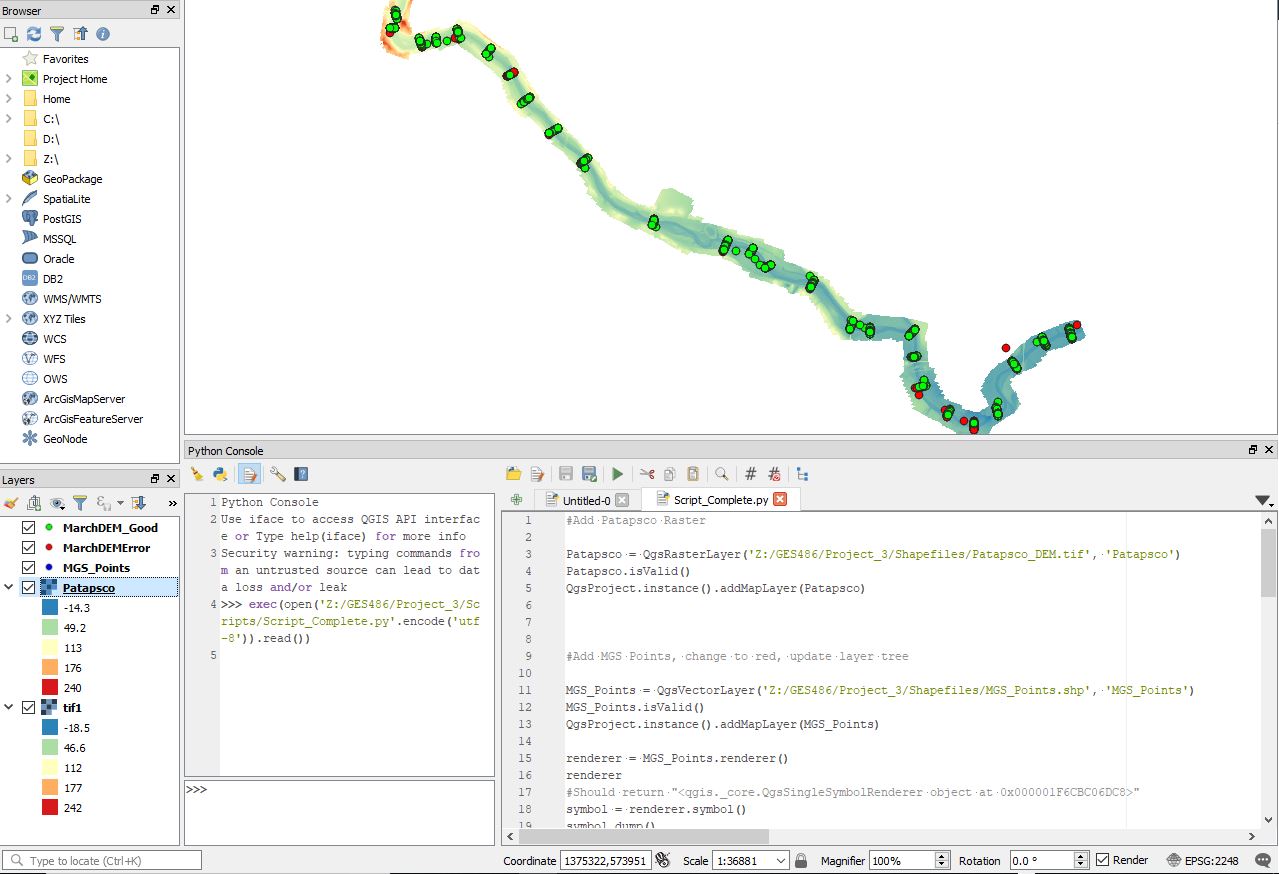 Browser
Favorites
Project Home
Home
C:\
D:\
Z:\
GeoPackage
SpatiaLite
PostGIS
MSSQL
Oracle
DB2
DB2
WMS/WMTS
XYZ Tiles
WCS
WFS
OWS
ArcGisMapServer
ArcGisFeatureServer
GeoNode
Layers
»
MarchDEM_Good
MarchDEMError
MGS_Points
Patapsco
-14.3
49.2
113
176
240
tif1
-18.5
46.6
112
177
242
Python Console
1 Python Console
2 Use iface to access QGIS API interfac
e or Type help(iface) for more info
3 Security warning: typing commands fro
m an untrusted source can lead to dat
a loss and/or leak
4 >>> exec(open('Z:/GES486/Project_3/Sc
ripts/Script_Complete.py'.encode('utf
-8')).read())
5
>>>
Untitled-0
Script_Complete.py
1 #Add Patapsco Raster
2
3 Patapsco = QgsRasterLayer('Z:/GES486/Project_3/Shapefiles/Patapsco_DEM.tif', 'Patapsco')
4 Patapsco.isValid()
5 QgsProject.instance().addMapLayer(Patapsco)
6
7
8
9 #Add MGS Points, change to red, update layer tree
10
11 MGS_Points = QgsVectorLayer('Z:/GES486/Project_3/Shapefiles/MGS_Points.shp', 'MGS_Points')
12 MGS_Points.isValid()
13 QgsProject.instance().addMapLayer(MGS_Points)
14
15 renderer = MGS_Points.renderer()
16 renderer
17 #Should return "<qgis._core.QgsSingleSymbolRenderer object at 0x000001F6CBC06DC8>"
18 symbol = renderer.symbol()
19 symbol.dump()
Type to locate (Ctrl+K)
Coordinate 1375322,573951 Scale 1:36881 Magnifier 100% Rotation 0.0 ° Render EPSG:2248